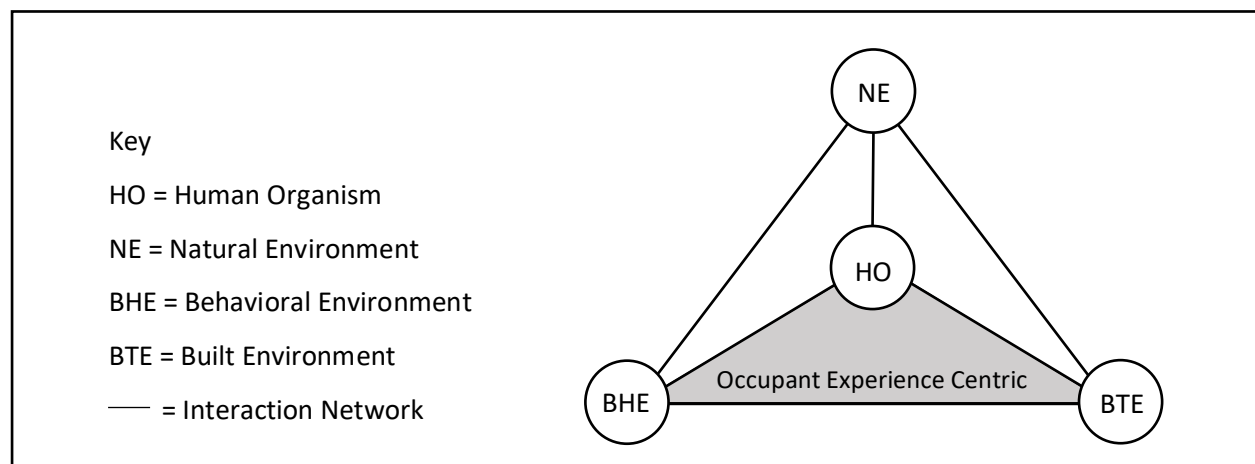 Key
HO = Human Organism
NE = Natural Environment
BHE = Behavioral Environment
BTE = Built Environment
= Interaction Network
NE
HO
Occupant Experience Centric
BHE
BTE